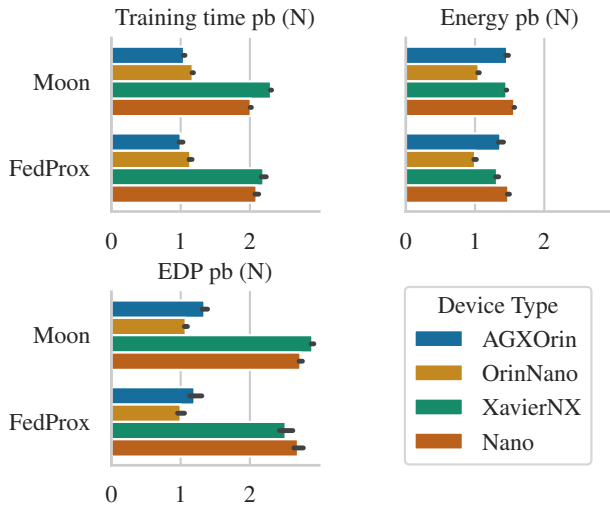 Training time pb (N)
Energy pb (N)
Moon
FedProx
0 1 2
0 1 2
EDP pb (N)
Moon
FedProx
0 1 2
Device Type
AGXOrin
OrinNano
XavierNX
Nano